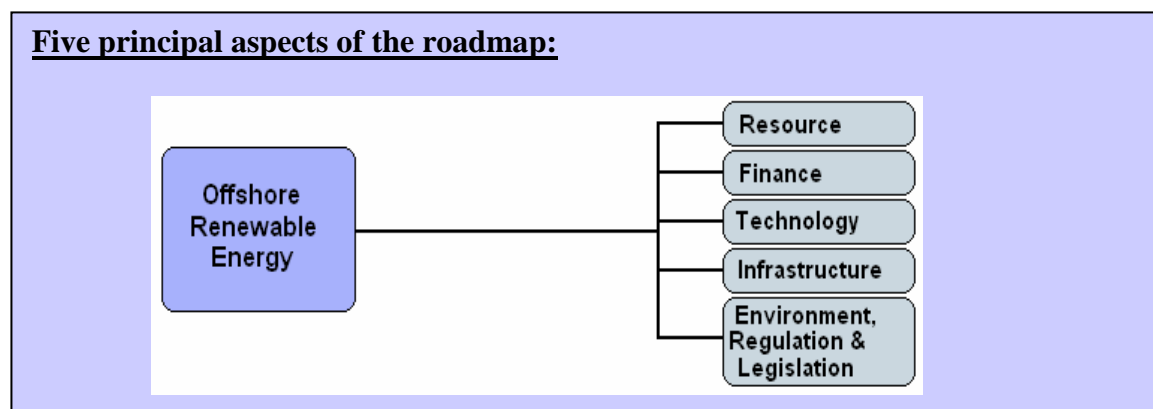 Five principal aspects of the roadmap:
Offshore
Renewable
Energy
Resource
Finance
Technology
Infrastructure
Environment,
Regulation &
Legislation